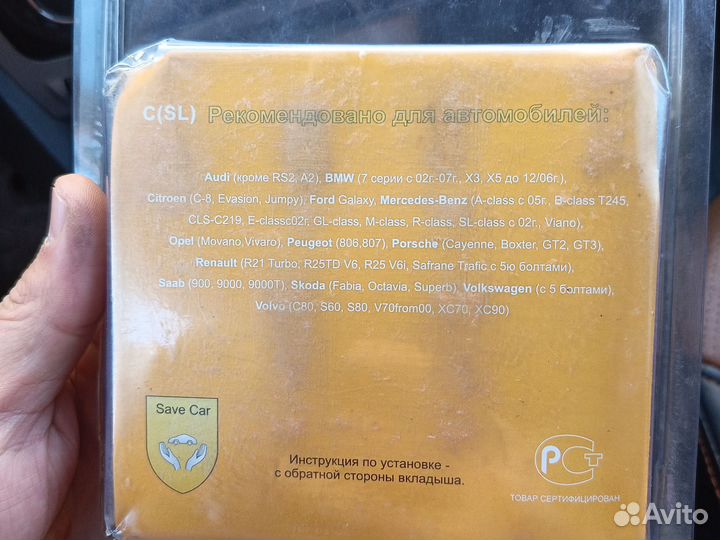 C(SL) Рекомендовано для автомобилей:
Audi (кроме RS2, A2), BMW (7 серии с 02г.-07г., X3, X5 до 12/06г.),
Citroen (C-8, Evasion, Jumpy), Ford Galaxy, Mercedes-Benz (A-class с 05г., B-class T245,
CLS-C219, E-classс02г, GL-class, M-class, R-class, SL-class с 02г., Viano),
Opel (Movano,Vivaro), Peugeot (806,807), Porsche (Cayenne, Boxter, GT2, GT3),
Renault (R21 Turbo, R25TD V6, R25 V6i, Safrane Trafic с 5ю болтами),
Saab (900, 9000, 9000T), Skoda (Fabia, Octavia, Superb), Volkswagen (с 5 болтами),
Volvo (C80, S60, S80, V70from00, XC70, XC90)
Save Car
Инструкция по установке -
с обратной стороны вкладыша.
РСТ
ТОВАР СЕРТИФИЦИРОВАН
Avito